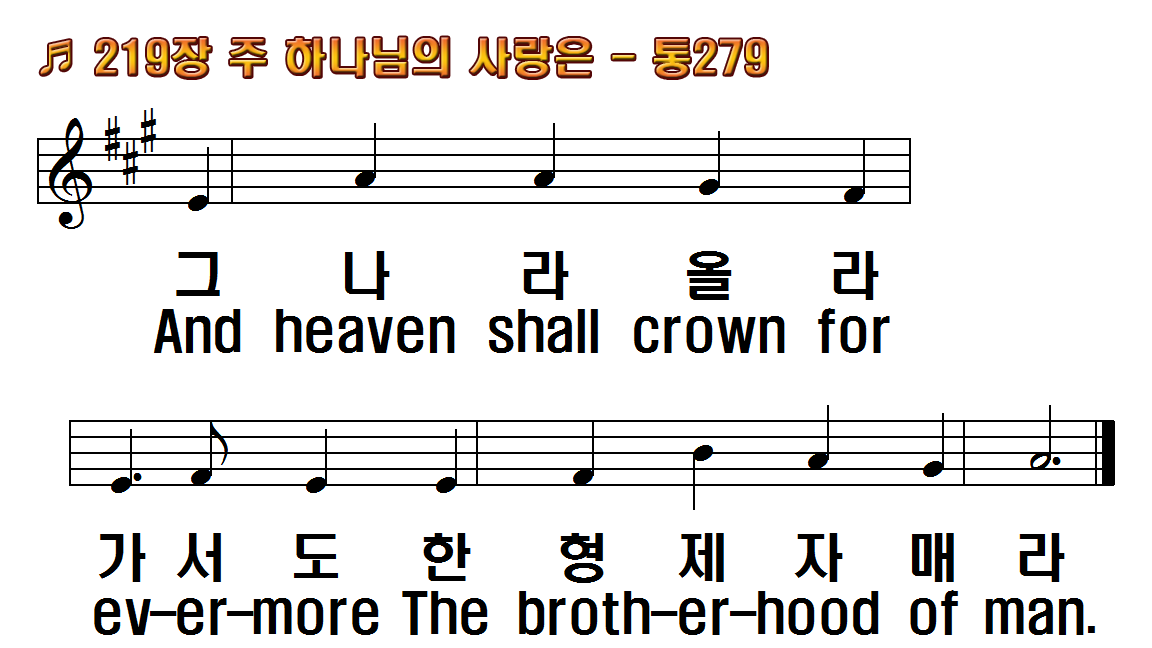 ♬ 219장 주 하나님의 사랑은 - 통279
그 나 라 올 라
And heaven shall crown for
가 서 도 한 형 제 자 매 라
ev-er-more The broth-er-hood of man.